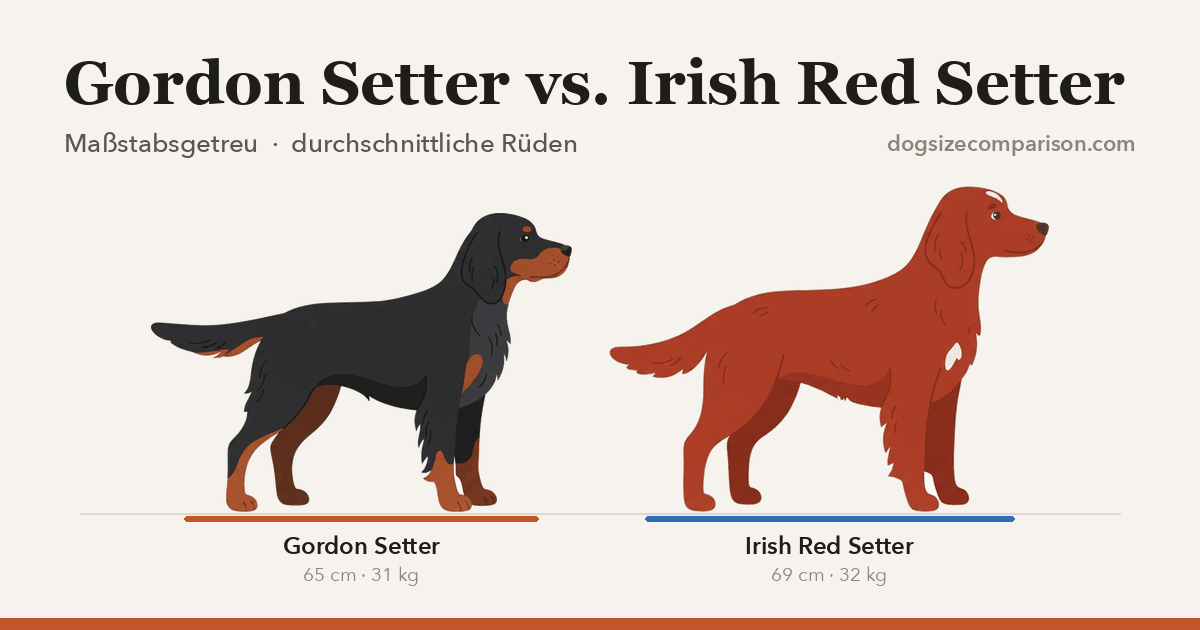 Gordon Setter vs. Irish Red Setter
Maßstabsgetreu · durchschnittliche Rüden
dogsizecomparison.com
Gordon Setter
65 cm · 31 kg
Irish Red Setter
69 cm · 32 kg